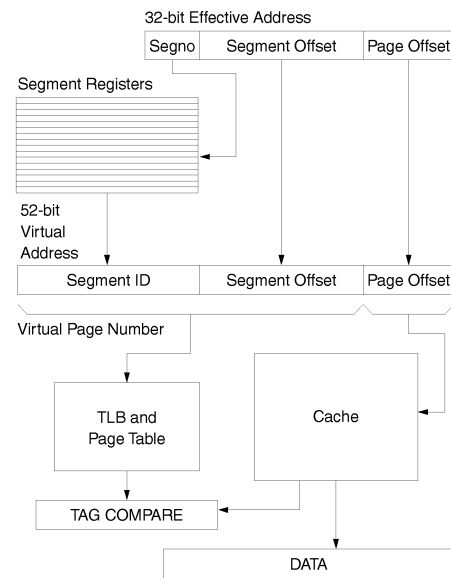 32-bit Effective Address
Segno Segment Offset Page Offset
Segment Registers
52-bit
Virtual
Address
Segment ID Segment Offset Page Offset
Virtual Page Number
TLB and
Page Table
Cache
TAG COMPARE
DATA